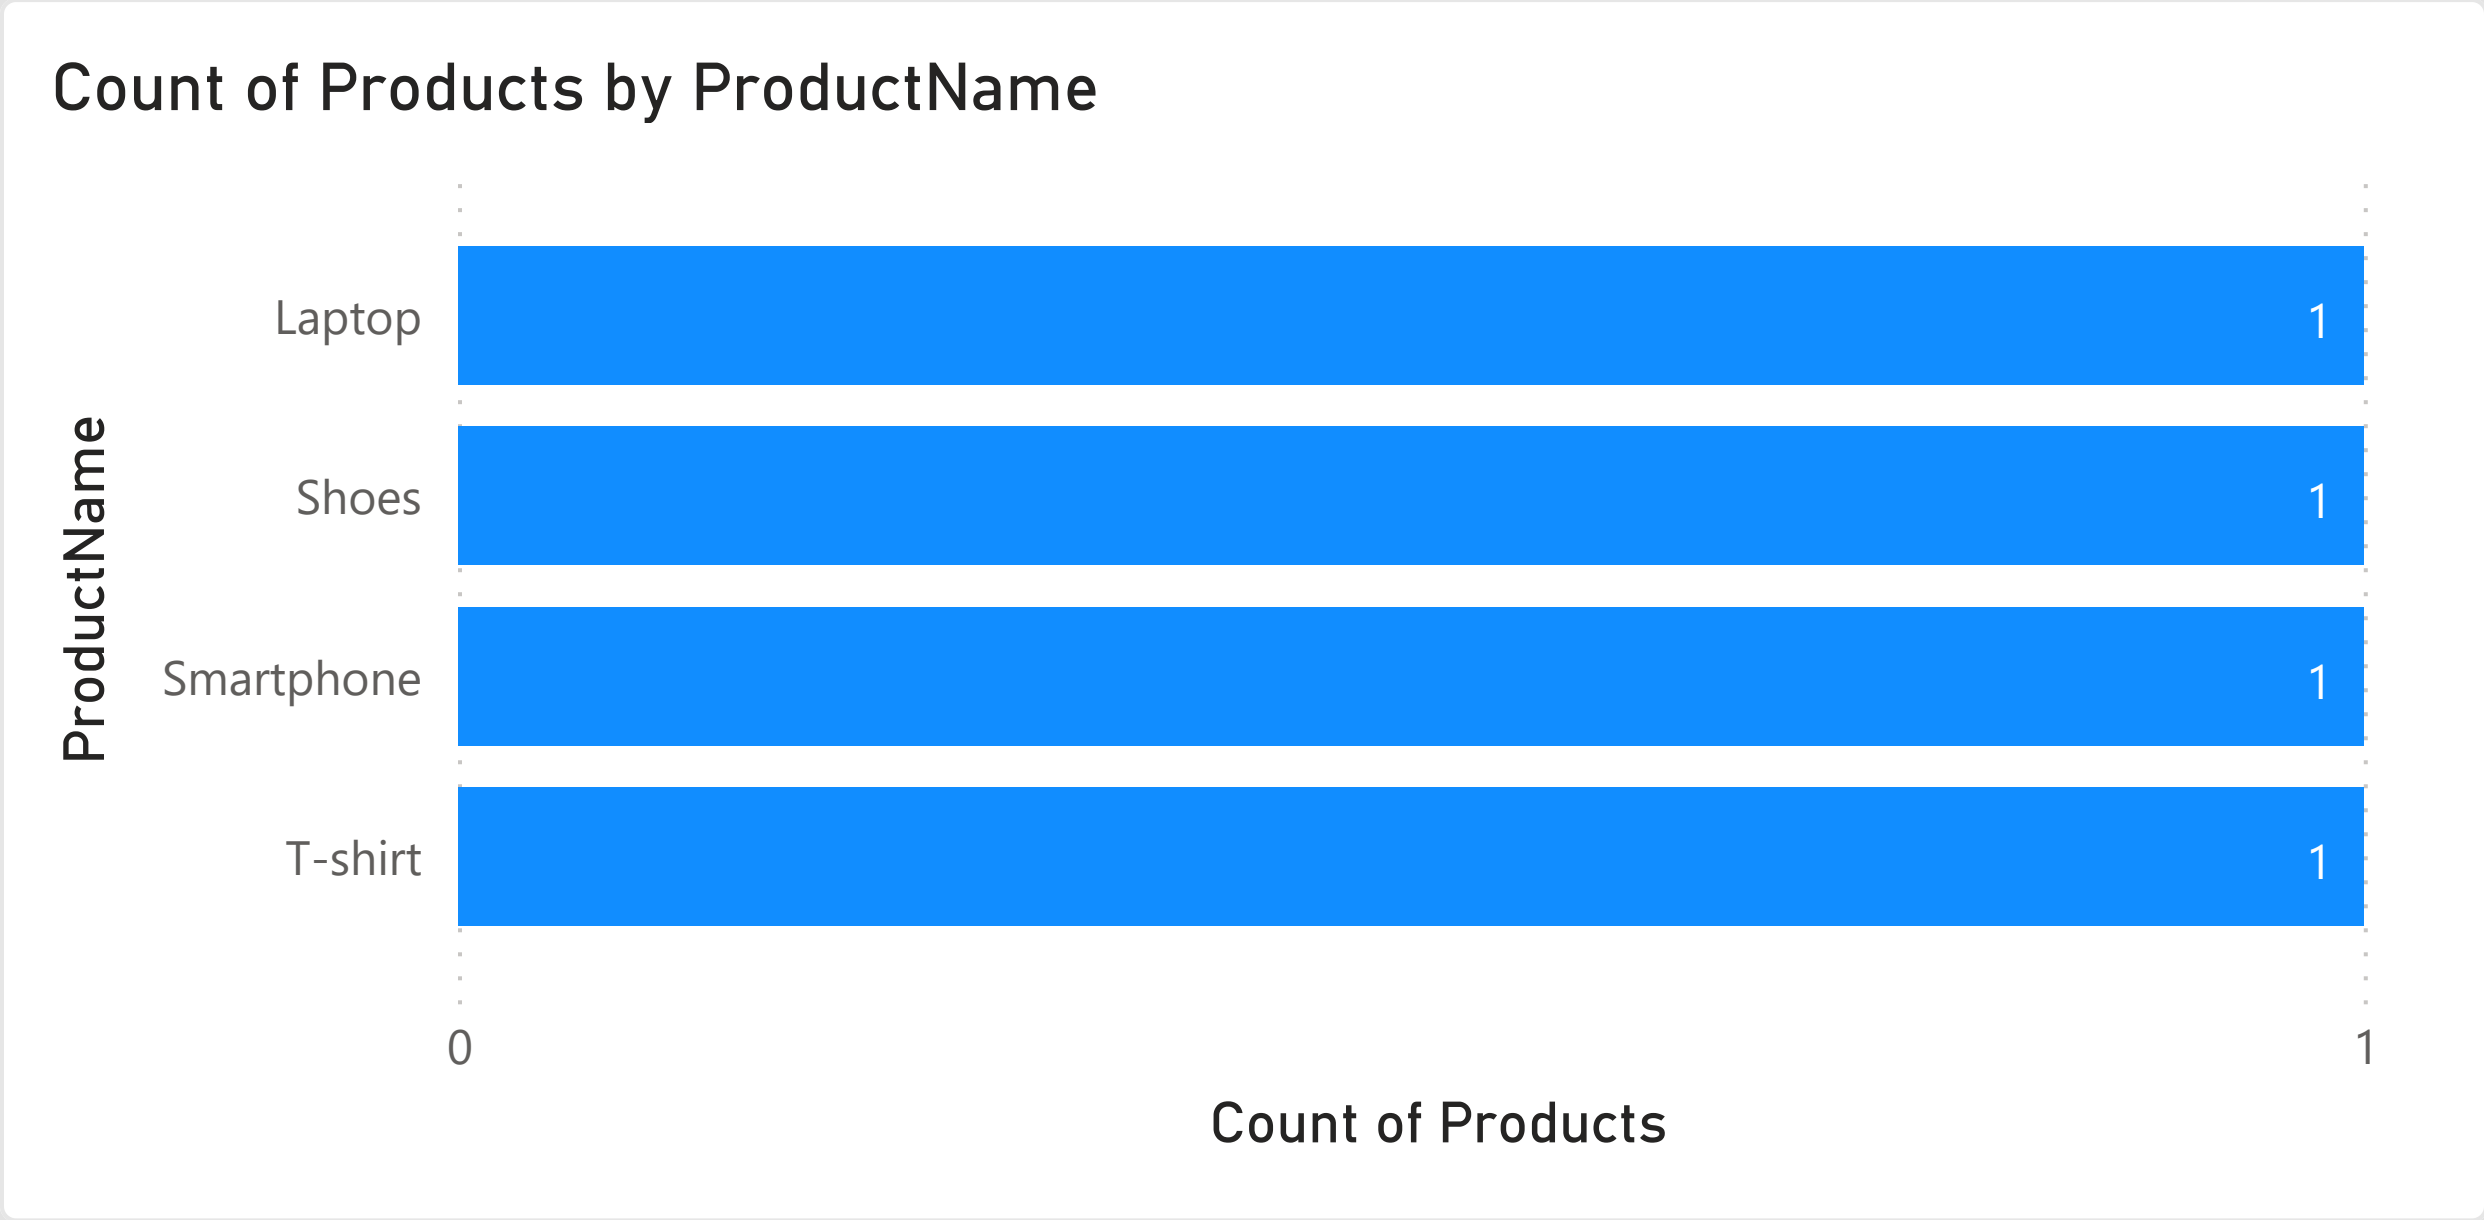 Count of Products by ProductName
ProductName
Laptop 1
Shoes 1
Smartphone 1
T-shirt 1
0 1
Count of Products